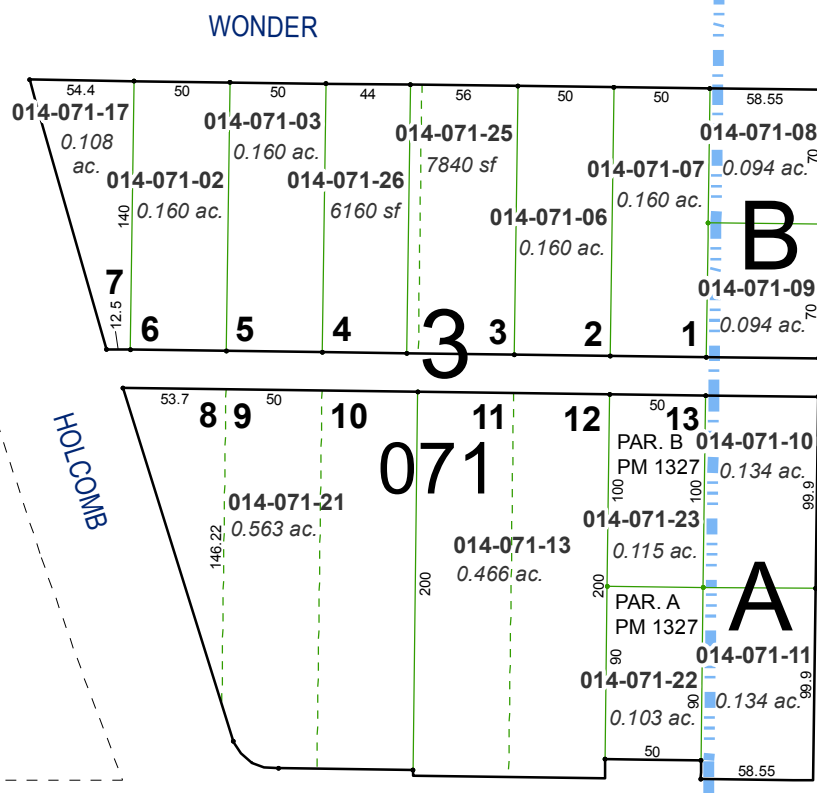 WONDER
54.4 50 50 44 56 50 50 58.55
014-071-17
0.108
ac.
014-071-03
0.160 ac.
014-071-25
7840 sf
014-071-08
0.094 ac.
70
014-071-02
0.160 ac.
014-071-26
6160 sf
014-071-07
0.160 ac.
140
014-071-06
0.160 ac.
B
014-071-09
0.094 ac.
70
7
12.5
6 5 4 3 2 1
3
53.7 50 50
8 9 10 11 12 13
HOLCOMB
071
PAR. B
PM 1327
014-071-10
0.134 ac.
100 100 99.9
014-071-21
0.563 ac.
014-071-23
0.115 ac.
146.22
014-071-13
0.466 ac.
200 200
A
PAR. A
PM 1327
014-071-11
0.134 ac.
90 90 99.9
014-071-22
0.103 ac.
50
58.55